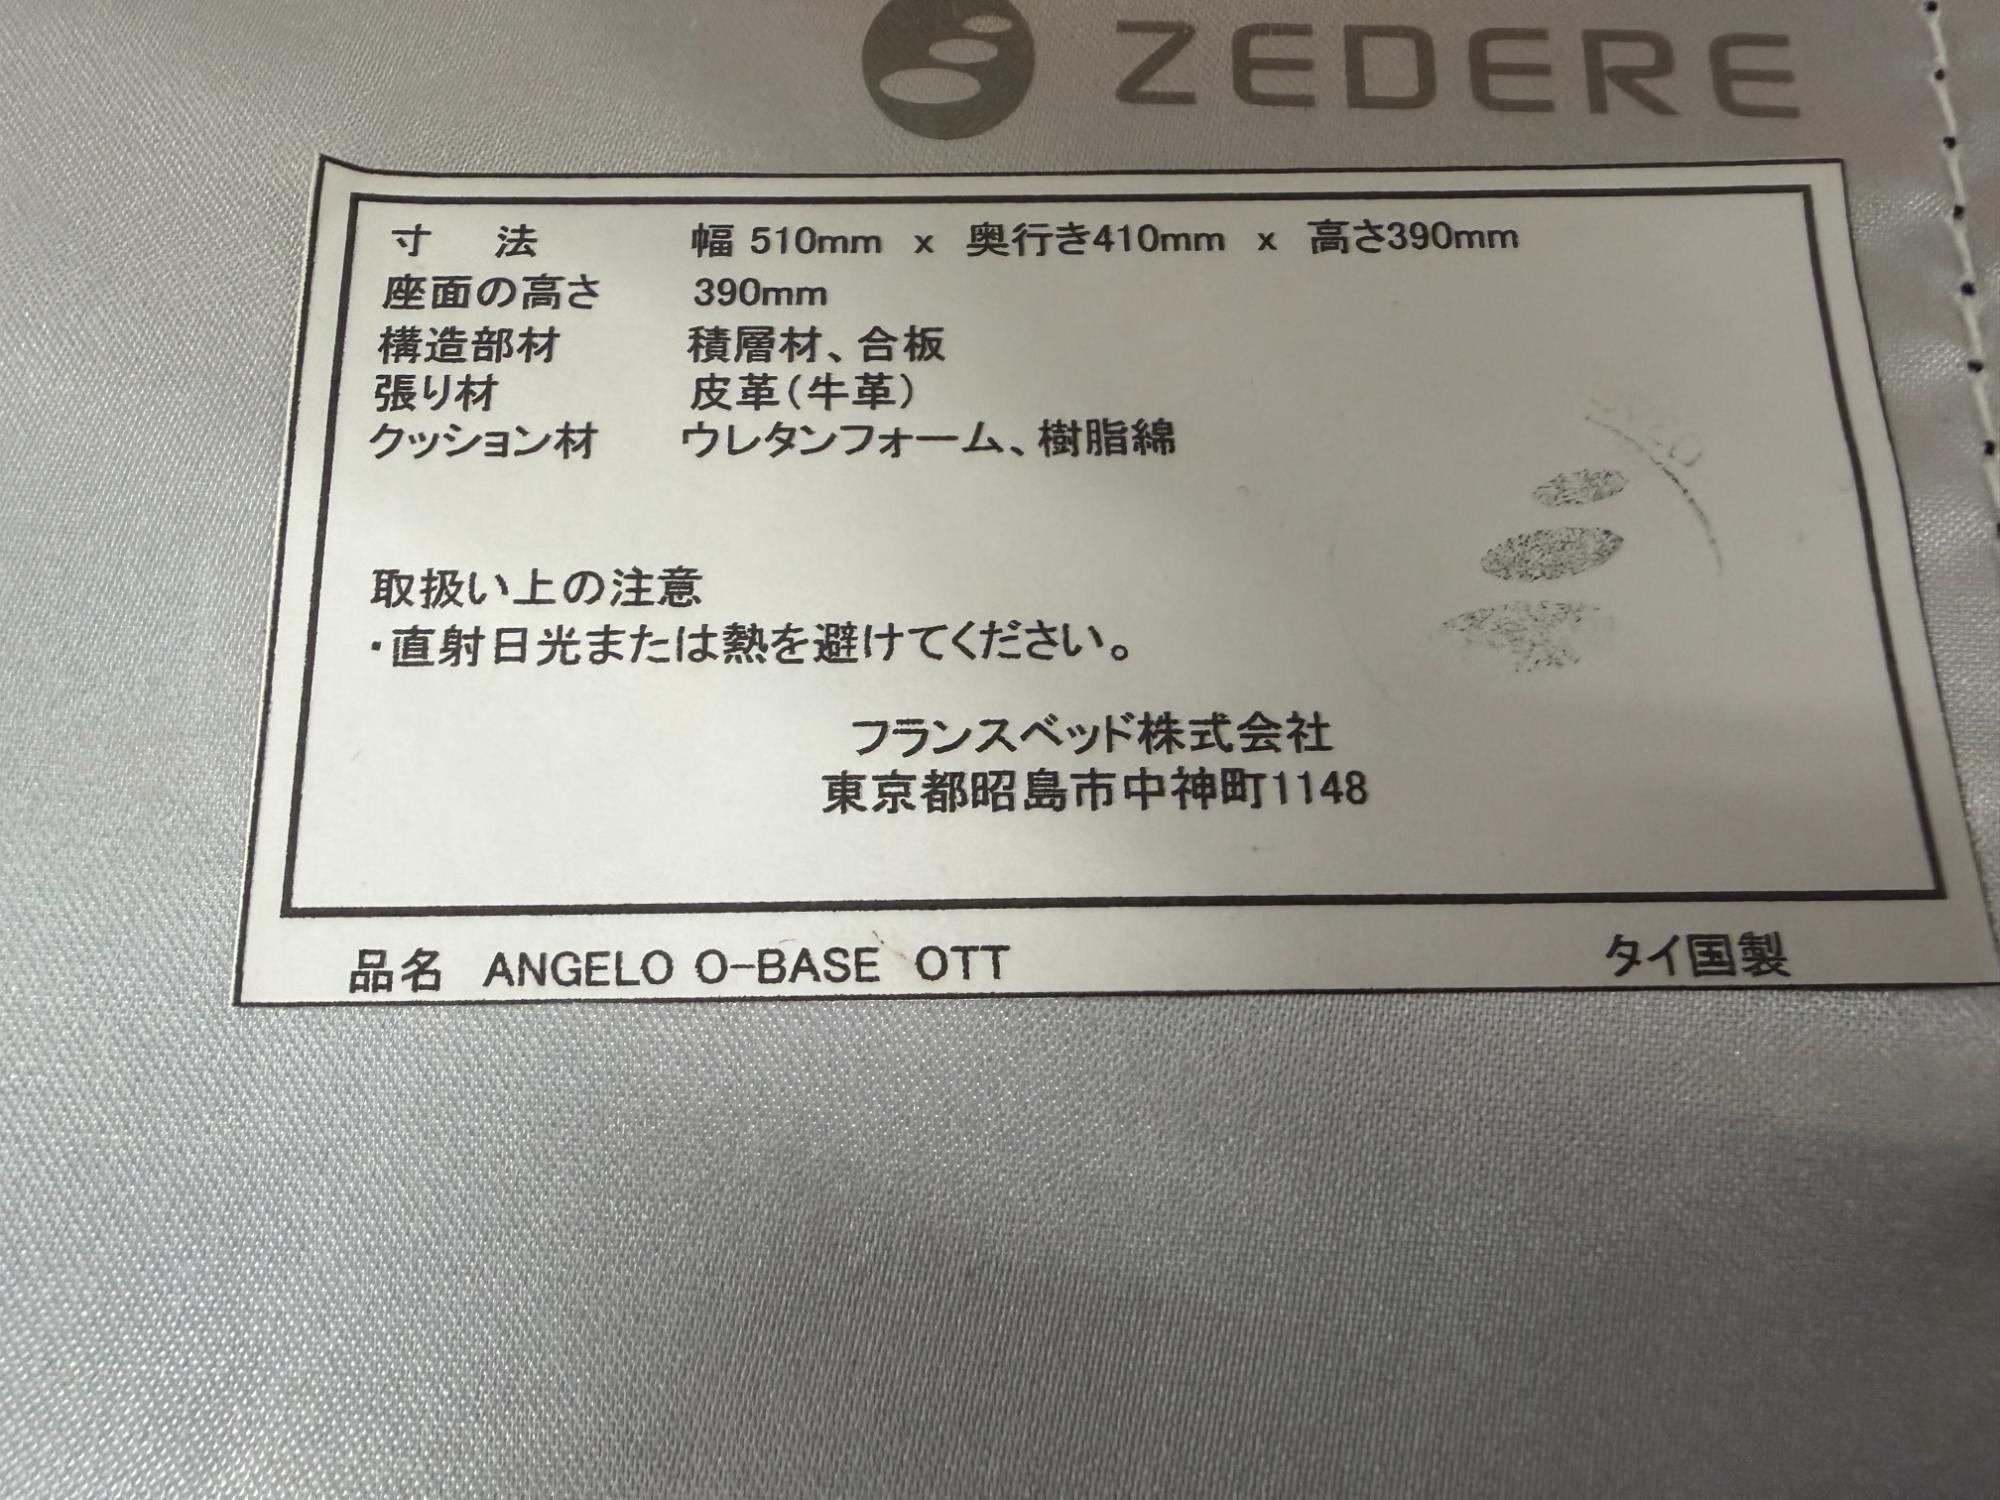 ZEDERE
寸　法　幅 510mm x 奥行き410mm x 高さ390mm
座面の高さ　390mm
構造部材　積層材、合板
張り材　皮革(牛革)
クッション材　ウレタンフォーム、樹脂綿
取扱い上の注意
・直射日光または熱を避けてください。
フランスベッド株式会社
東京都昭島市中神町1148
品名　ANGELO O-BASE OTT　タイ国製